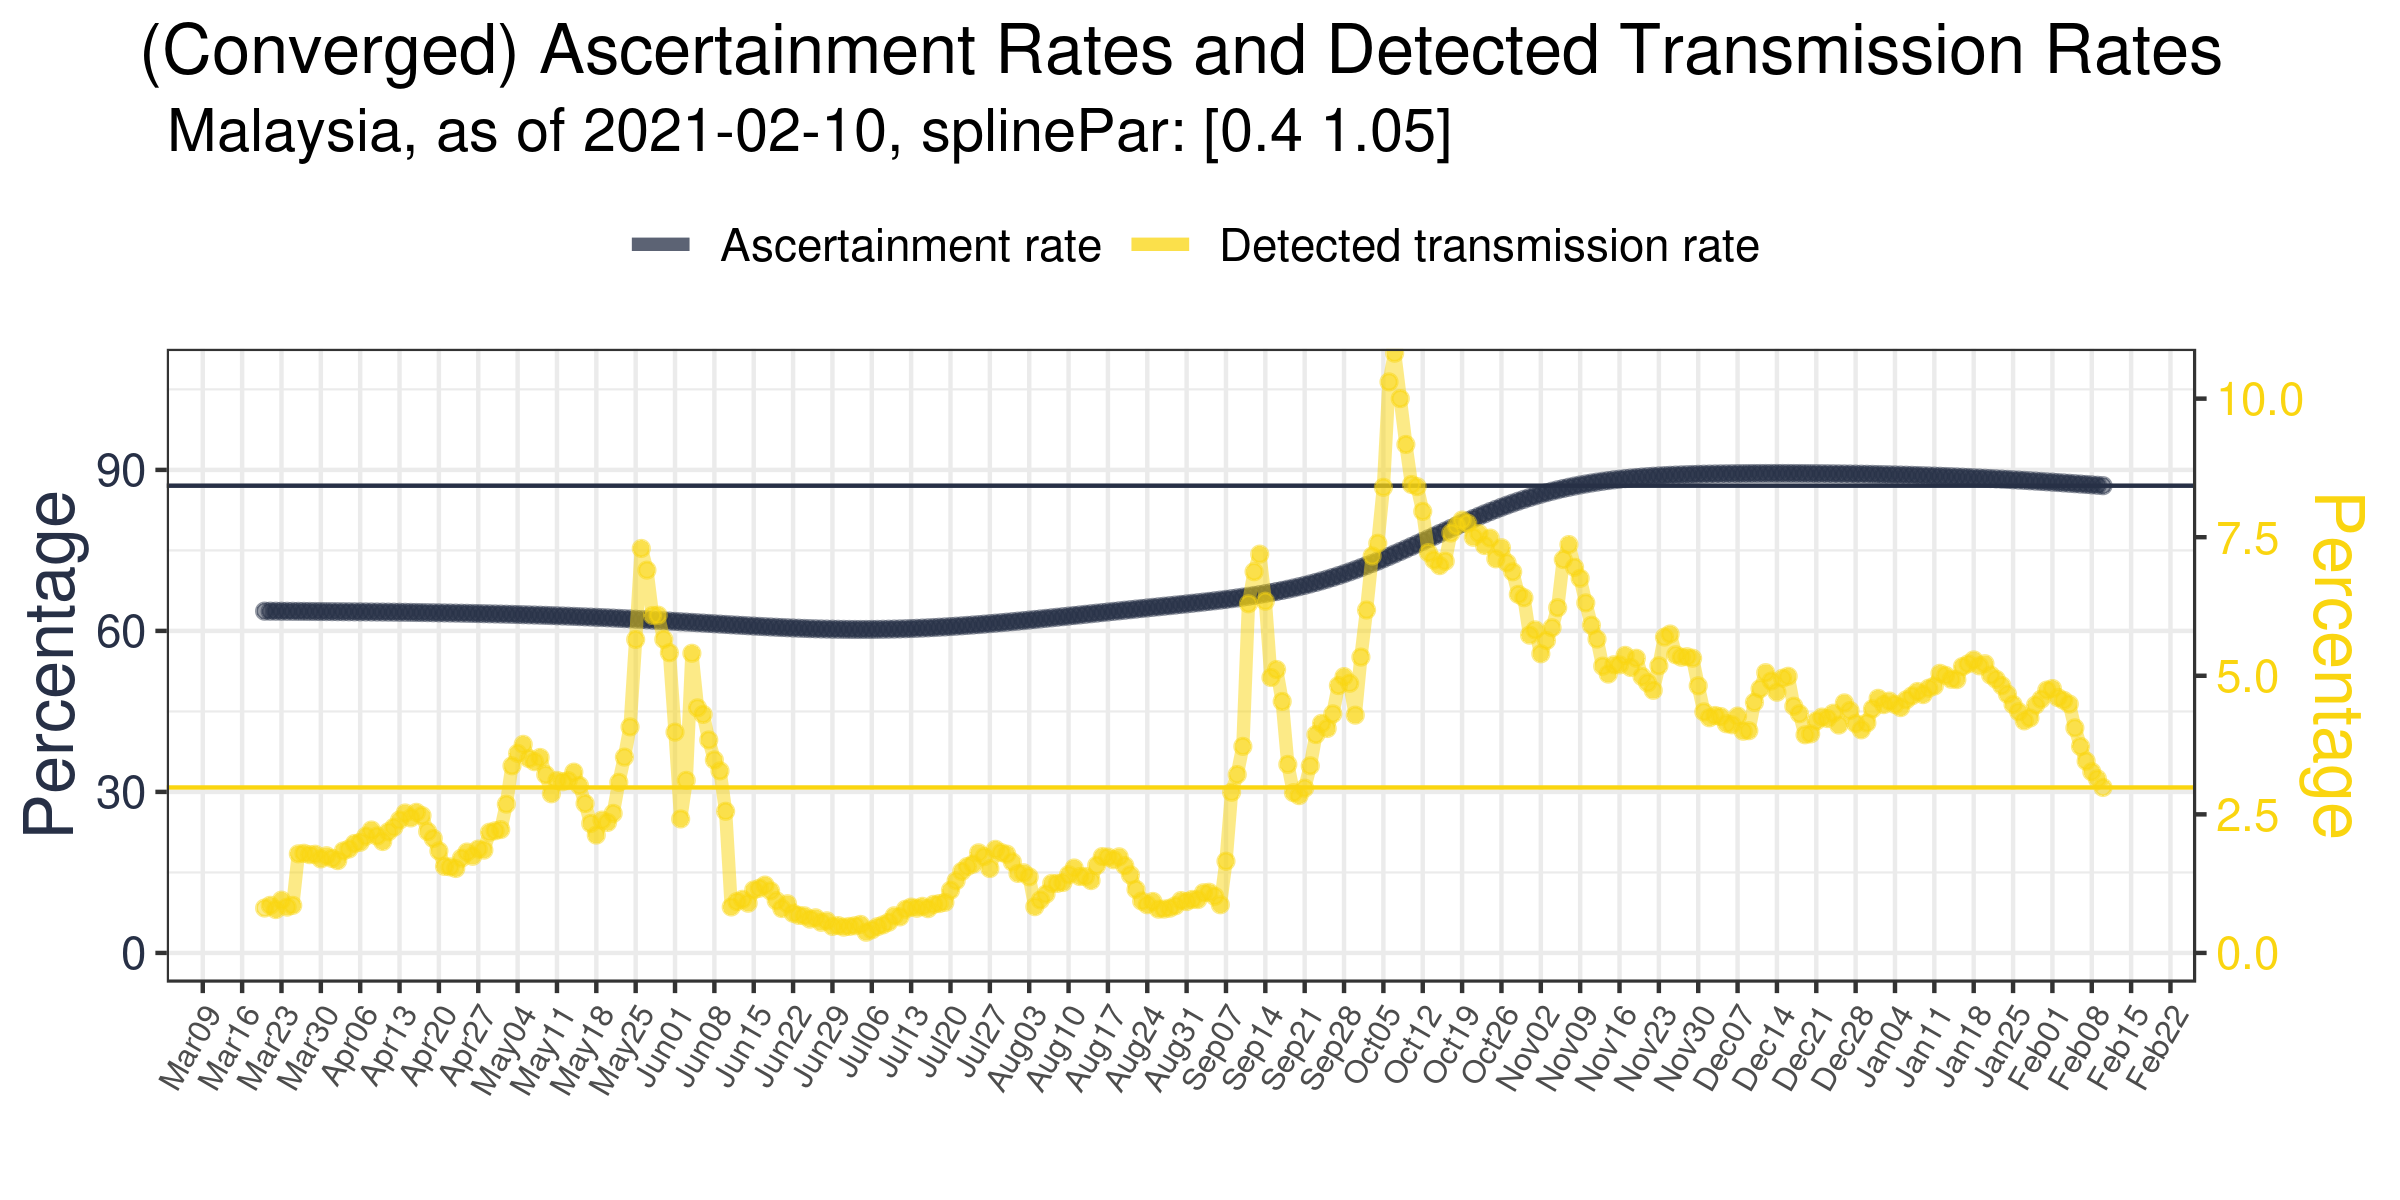 (Converged) Ascertainment Rates and Detected Transmission Rates
Malaysia, as of 2021-02-10, splinePar: [0.4 1.05]
Ascertainment rate Detected transmission rate
Percentage
90
60
30
0
10.0
7.5
5.0
2.5
0.0
Percentage
Mar09 Mar16 Mar23 Mar30 Apr06 Apr13 Apr20 Apr27 May04 May11 May18 May25 Jun01 Jun08 Jun15 Jun22 Jun29 Jul06 Jul13 Jul20 Jul27 Aug03 Aug10 Aug17 Aug24 Aug31 Sep07 Sep14 Sep21 Sep28 Oct05 Oct12 Oct19 Oct26 Nov02 Nov09 Nov16 Nov23 Nov30 Dec07 Dec14 Dec21 Dec28 Jan04 Jan11 Jan18 Jan25 Feb01 Feb08 Feb15 Feb22